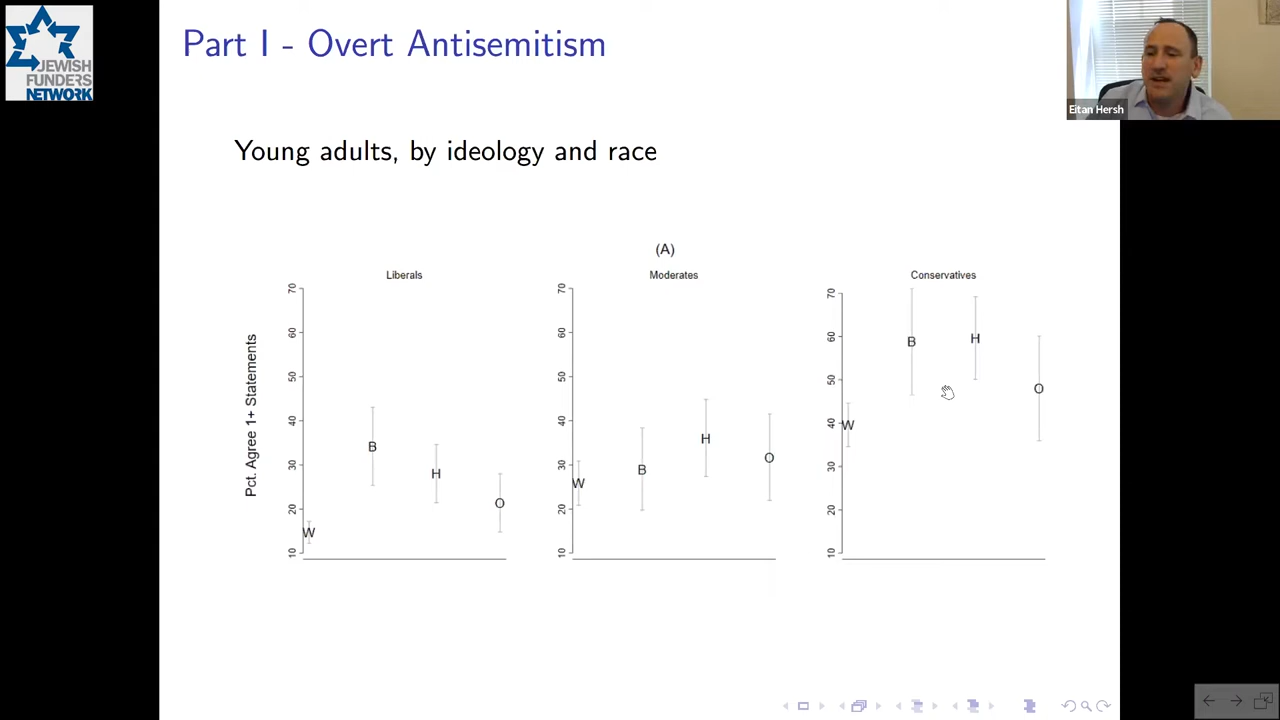 JEWISH
FUNDERS
NETWORK
Part I - Overt Antisemitism
Eitan Hersh
Young adults, by ideology and race
(A)
Liberals
Moderates
Conservatives
Pct. Agree 1+ Statements
70
60
50
40
30
20
10
W
B
H
O
70
60
50
40
30
20
10
W
B
H
O
70
60
50
40
30
20
10
W
B
H
O